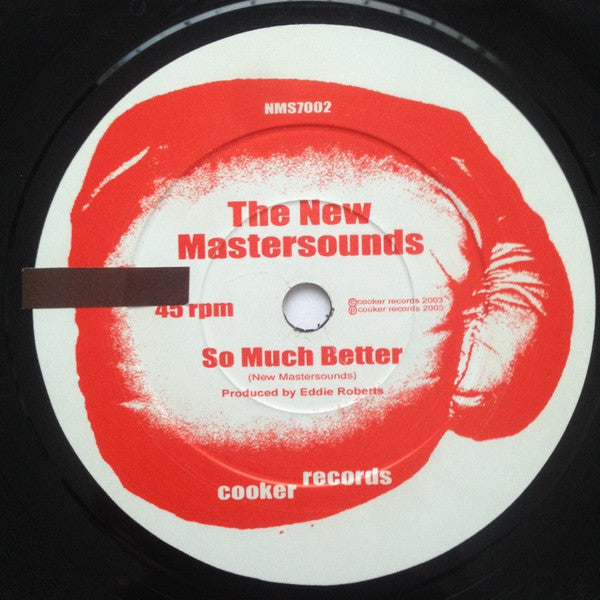 NMS7002
The New
Mastersounds
45 rpm
℗cooker records 2003
©cooker records 2003
So Much Better
(New Mastersounds)
Produced by Eddie Roberts
cooker records